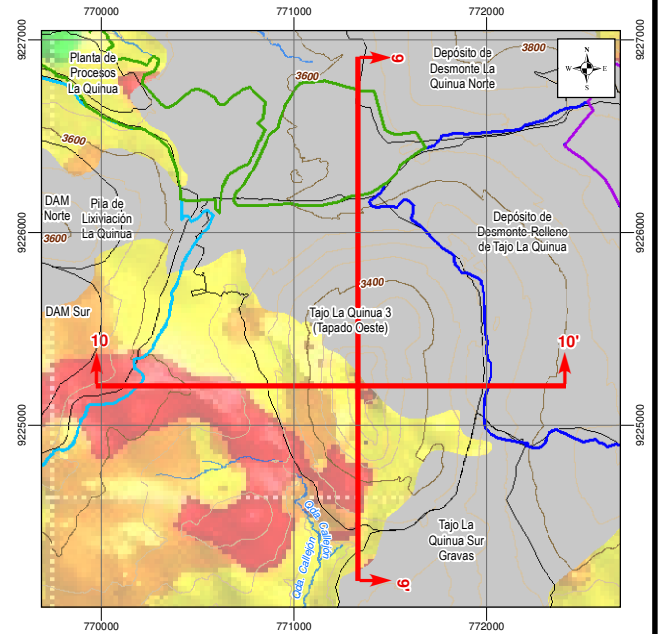 770000 771000 772000
9227000
9227000
Planta de
Procesos
La Quinua
3600
9
Depósito de
Desmonte La
Quinua Norte
3800
N
W E
S
3600
DAM
Norte
Pila de
Lixiviación
La Quinua
3600
9226000
9226000
Depósito de
Desmonte Relleno
de Tajo La Quinua
3400
DAM Sur
Tajo La Quinua 3
(Tapado Oeste)
10
10'
9225000
9225000
Qda. Callejón
Qda. Callejón
Tajo La
Quinua Sur
Gravas
9'
770000 771000 772000